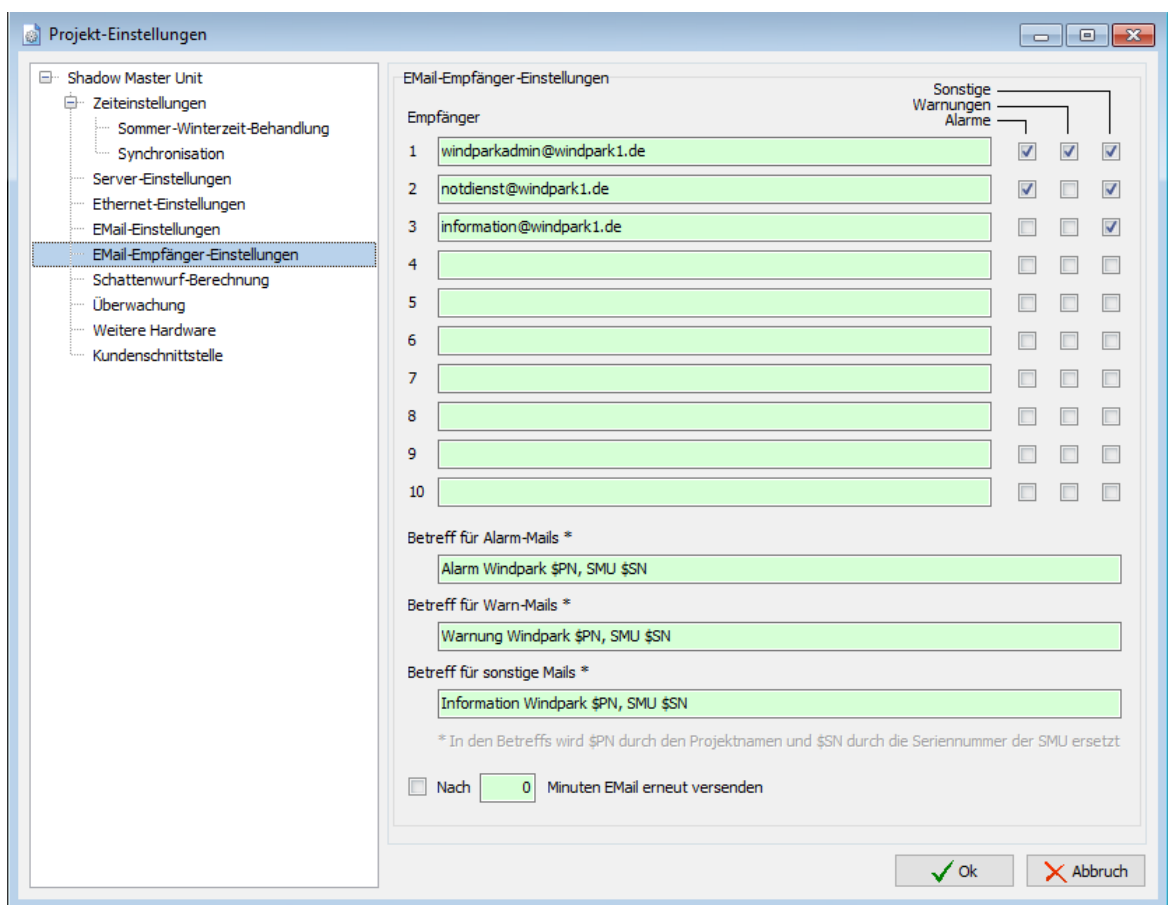 Projekt-Einstellungen
Shadow Master Unit
Zeiteinstellungen
Sommer-Winterzeit-Behandlung
Synchronisation
Server-Einstellungen
Ethernet-Einstellungen
EMail-Einstellungen
EMail-Empfänger-Einstellungen
Schattenwurf-Berechnung
Überwachung
Weitere Hardware
Kundenschnittstelle
EMail-Empfänger-Einstellungen
Sonstige
Warnungen
Alarme
Empfänger
1 windparkadmin@windpark1.de
2 notdienst@windpark1.de
3 information@windpark1.de
4
5
6
7
8
9
10
Betreff für Alarm-Mails *
Alarm Windpark $PN, SMU $SN
Betreff für Warn-Mails *
Warnung Windpark $PN, SMU $SN
Betreff für sonstige Mails *
Information Windpark $PN, SMU $SN
* In den Betreffs wird $PN durch den Projektnamen und $SN durch die Seriennummer der SMU ersetzt
Nach 0 Minuten EMail erneut versenden
Ok Abbruch